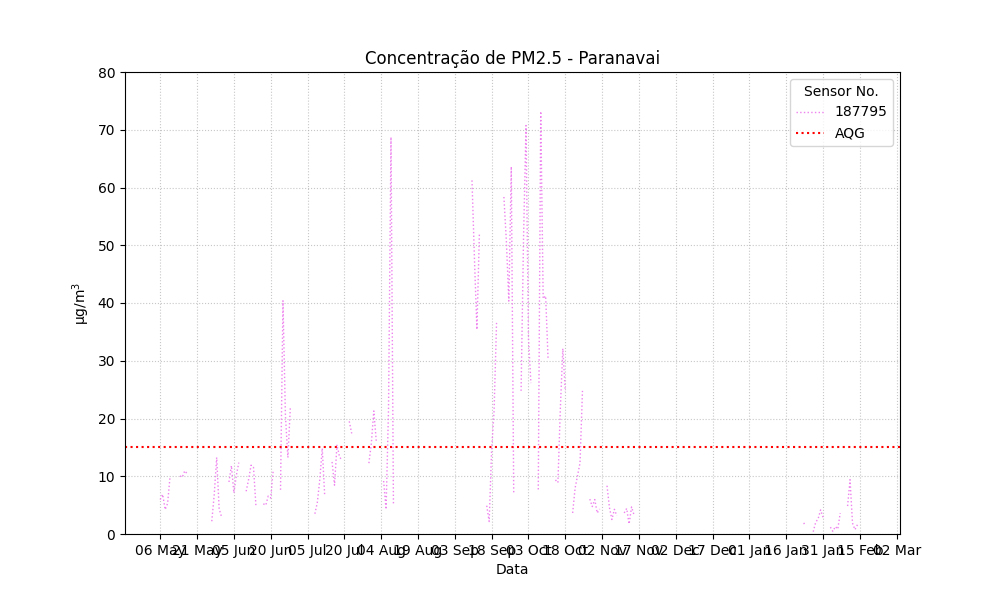 Concentração de PM2.5 - Paranavai
Sensor No.
187795
AQG
80
70
60
50
40
30
20
10
0
µg/m³
06 May 21 May 05 Jun 20 Jun 05 Jul 20 Jul 04 Aug 19 Aug 03 Sep 18 Sep 03 Oct 18 Oct 02 Nov 17 Nov 02 Dec 17 Dec 01 Jan 16 Jan 31 Jan 15 Feb 02 Mar
Data